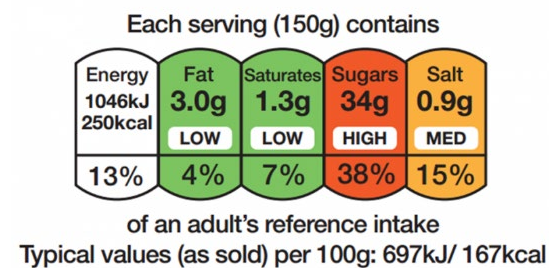 Each serving (150g) contains
Energy
1046kJ
250kcal
13%
Fat
3.0g
LOW
4%
Saturates
1.3g
LOW
7%
Sugars
34g
HIGH
38%
Salt
0.9g
MED
15%
of an adult's reference intake
Typical values (as sold) per 100g: 697kJ/ 167kcal